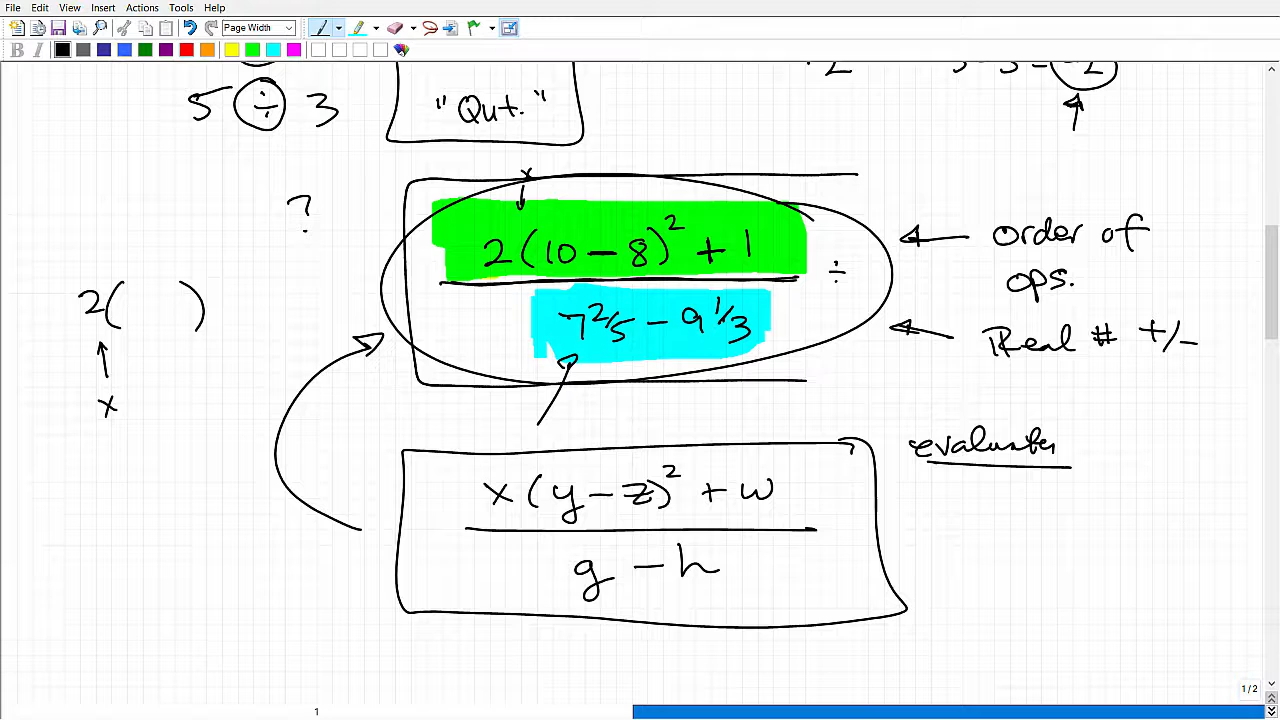 File Edit View Insert Actions Tools Help
Page Width
B I
5 ÷ 3
"Qut."
?
x
2(10-8)² + 1
÷
7 2/5 - 9 1/3
Order of
ops.
Real # +/-
2( )
x
evaluate
x(y-z)² + w
g - h
1/2
1